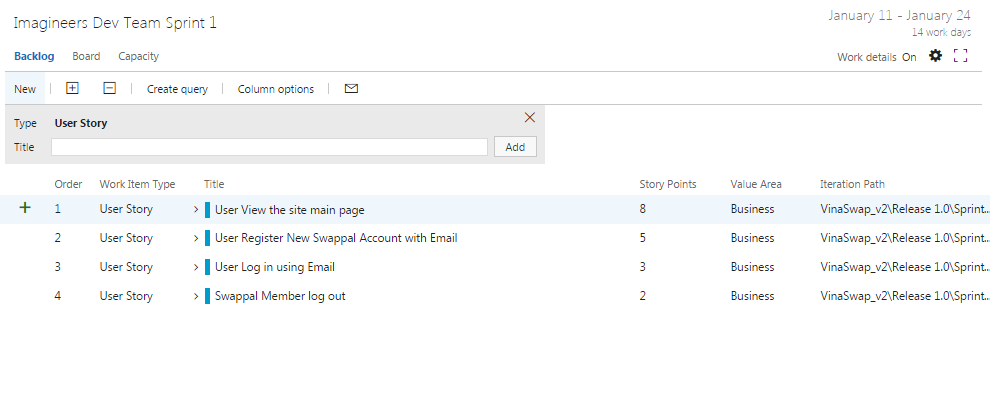 Imagineers Dev Team Sprint 1
January 11 - January 24
14 work days
Backlog Board Capacity
Work details On
New Create query Column options
Type User Story
Title Add
Order Work Item Type Title Story Points Value Area Iteration Path
1 User Story User View the site main page 8 Business VinaSwap_v2\Release 1.0\Sprint...
2 User Story User Register New Swappal Account with Email 5 Business VinaSwap_v2\Release 1.0\Sprint...
3 User Story User Log in using Email 3 Business VinaSwap_v2\Release 1.0\Sprint...
4 User Story Swappal Member log out 2 Business VinaSwap_v2\Release 1.0\Sprint...